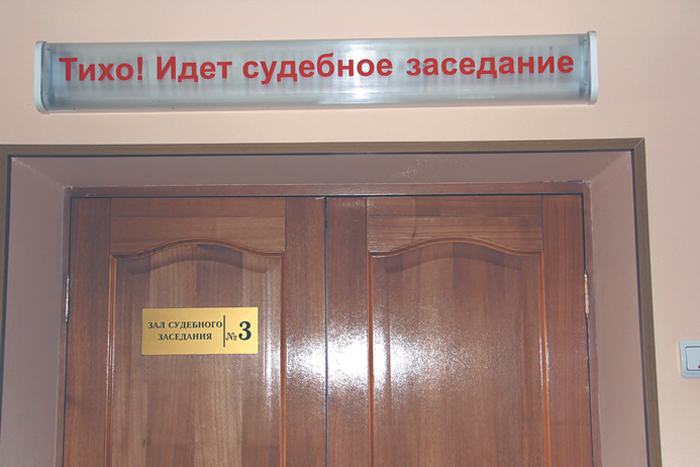 Тихо! Идет судебное заседание
ЗАЛ СУДЕБНОГО
ЗАСЕДАНИЯ
№3